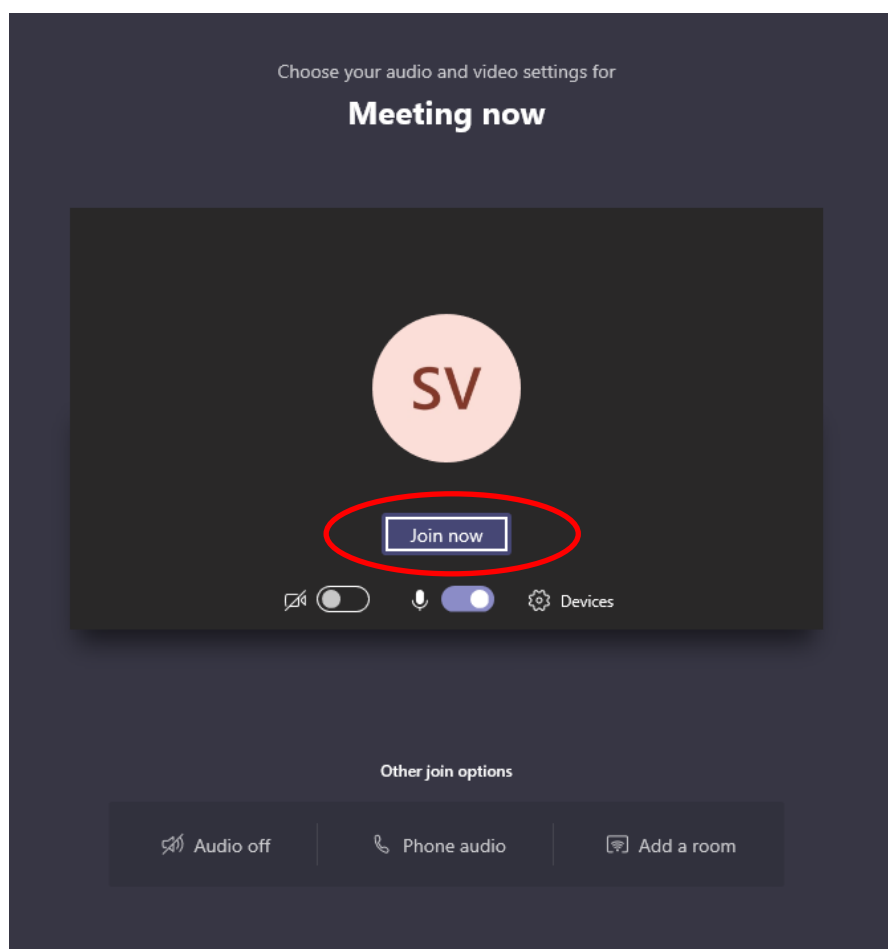 Choose your audio and video settings for
Meeting now
SV
Join now
Devices
Other join options
Audio off
Phone audio
Add a room